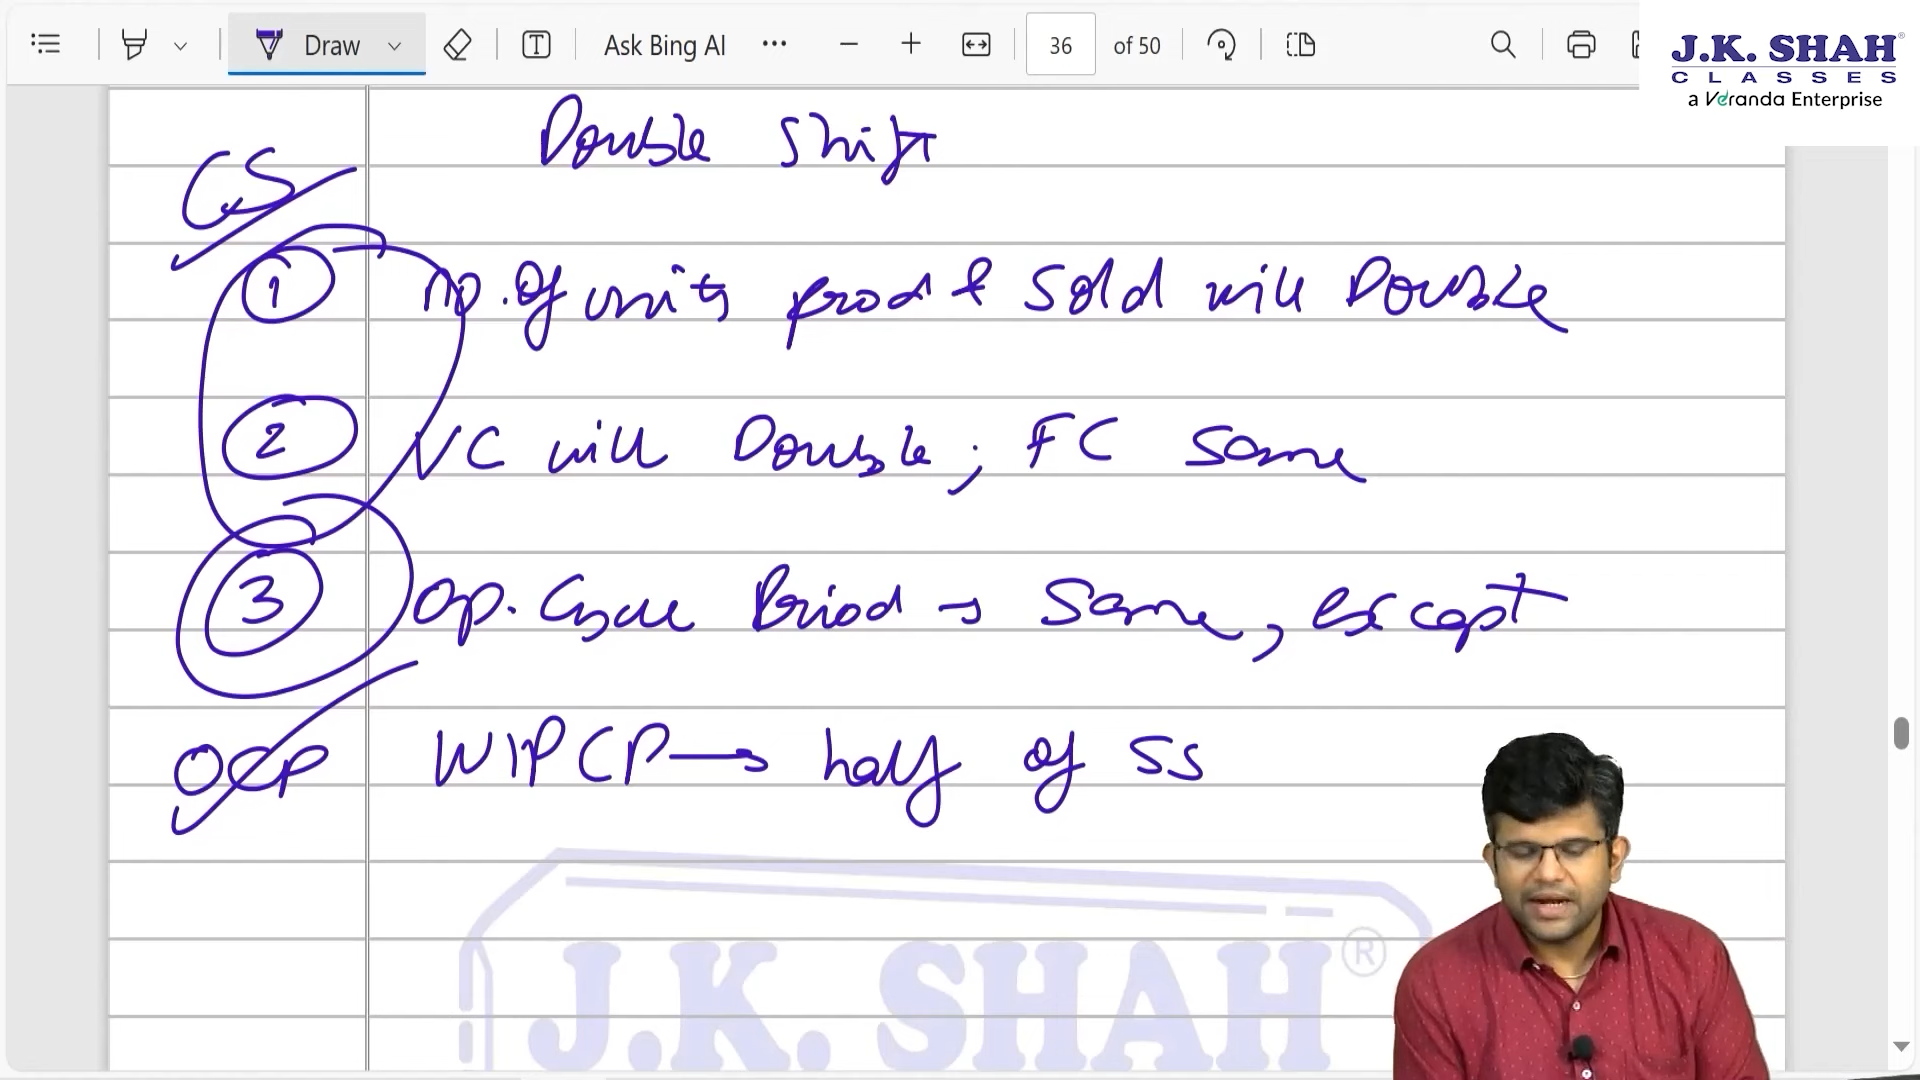 Draw
Ask Bing AI
36 of 50
J.K. SHAH®
CLASSES
a Veranda Enterprise
Double Shift
CS
1 no. of units prod & sold will Double
2 VC will Double; FC Same
3 Op. Cycle Period → Same, except
OCP WIPCP → half of SS
J.K. SHAH®